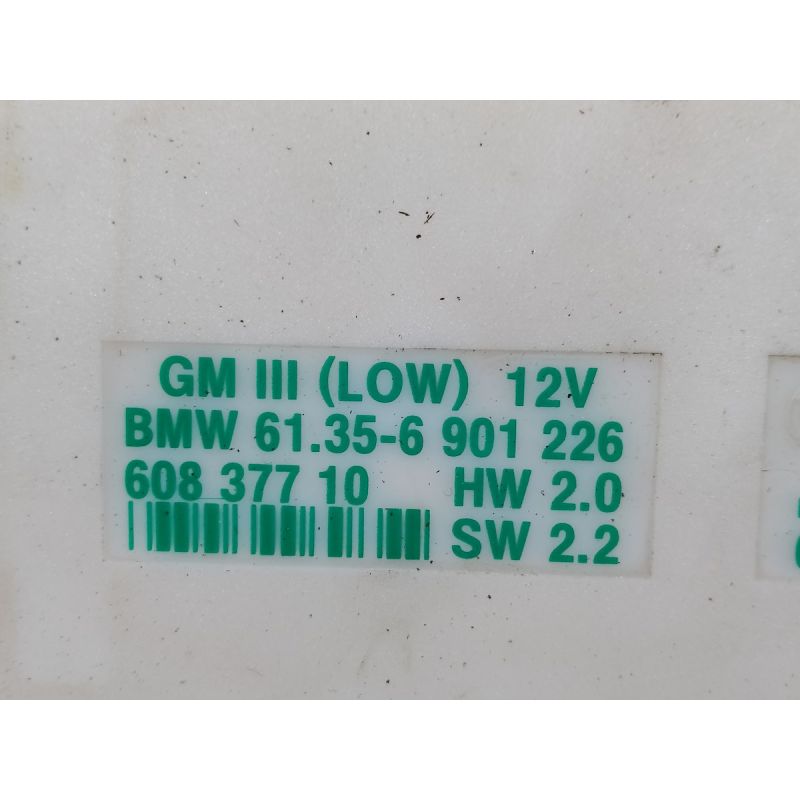 GM III (LOW) 12V
BMW 61.35-6 901 226
608 377 10 HW 2.0
SW 2.2